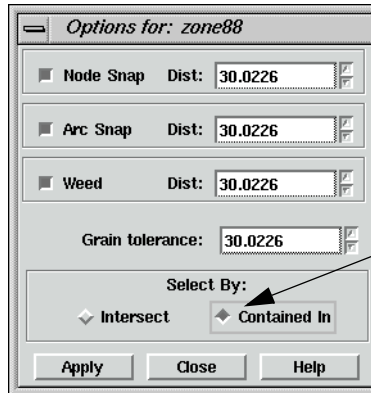 Options for: zone88
Node Snap Dist: 30.0226
Arc Snap Dist: 30.0226
Weed Dist: 30.0226
Grain tolerance: 30.0226
Select By:
Intersect Contained In
Apply Close Help